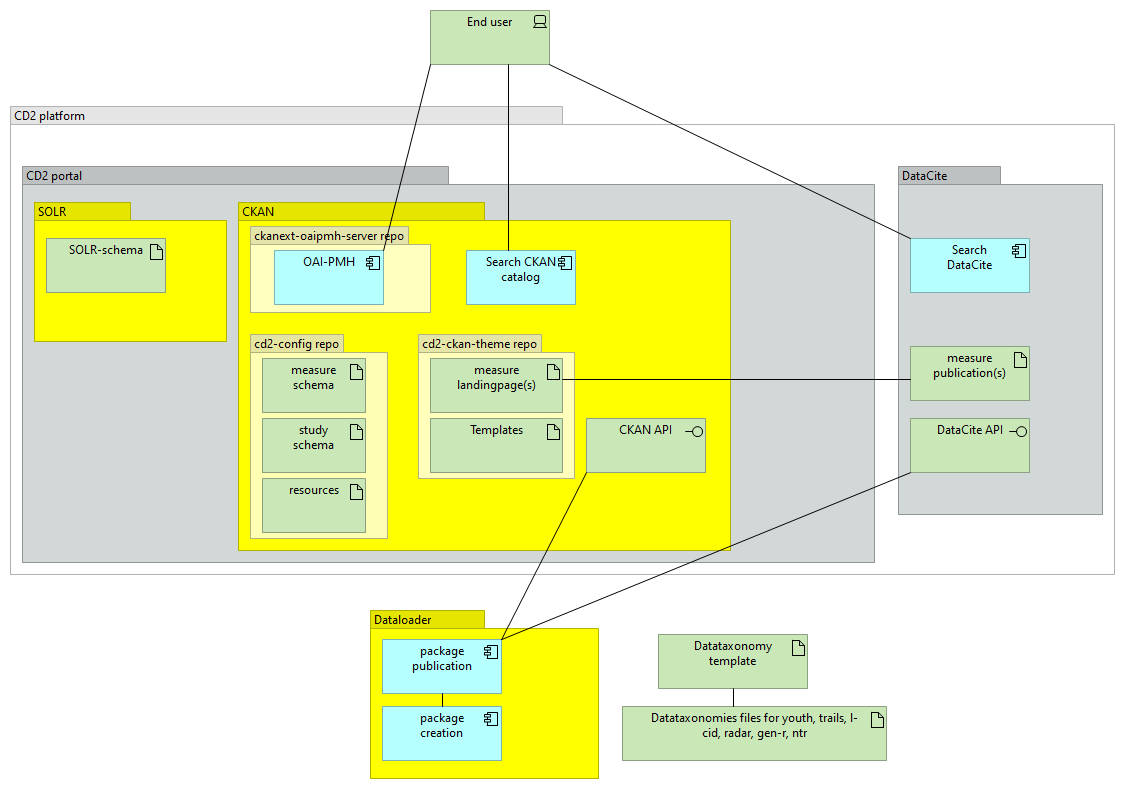 End user
CD2 platform
CD2 portal
DataCite
SOLR
CKAN
SOLR-schema
ckanext-oaipmh-server repo
OAI-PMH
Search CKAN
catalog
Search
DataCite
cd2-config repo
cd2-ckan-theme repo
measure
schema
measure
landingpage(s)
measure
publication(s)
study
schema
Templates
CKAN API
DataCite API
resources
Dataloader
package
publication
package
creation
Datataxonomy
template
Datataxonomies files for youth, trails, l-
cid, radar, gen-r, ntr